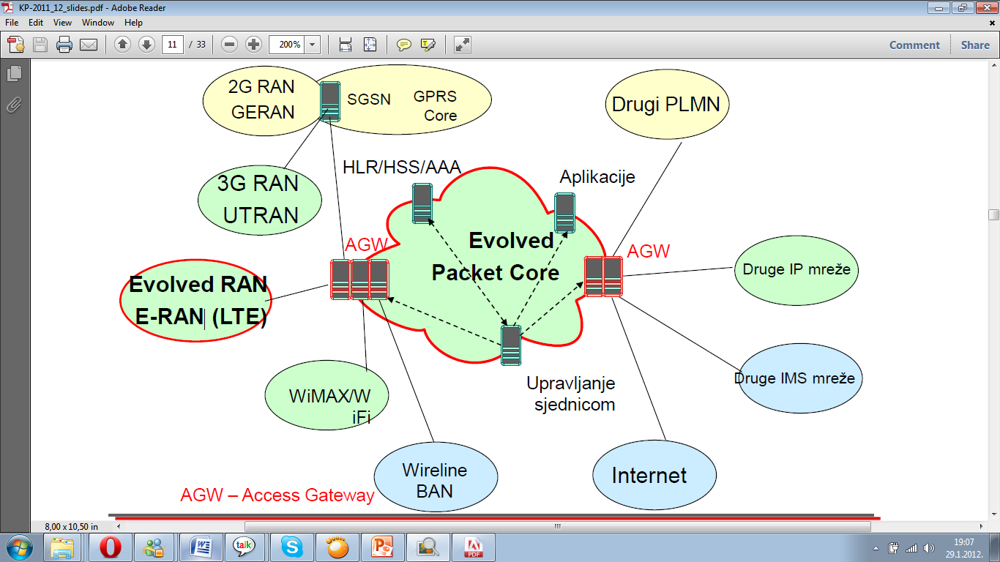 KP-2011_12_slides.pdf - Adobe Reader
File Edit View Window Help
11 / 33 200% Comment Share
2G RAN
GERAN
SGSN
GPRS
Core
Drugi PLMN
3G RAN
UTRAN
HLR/HSS/AAA
Aplikacije
Evolved
Packet Core
AGW
AGW
Druge IP mreže
Evolved RAN
E-RAN (LTE)
Druge IMS mreže
WiMAX/W
iFi
Upravljanje
sjednicom
Wireline
BAN
Internet
AGW – Access Gateway
8,00 x 10,50 in
talk
PDF
19:07
29.1.2012.